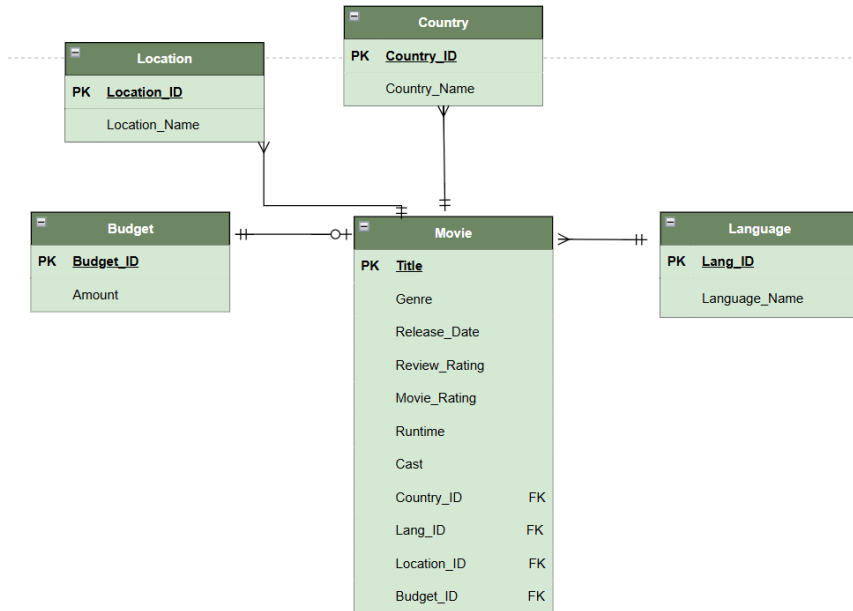 Country
PK Country_ID
Country_Name
Location
PK Location_ID
Location_Name
Budget
PK Budget_ID
Amount
Movie
PK Title
Genre
Release_Date
Review_Rating
Movie_Rating
Runtime
Cast
Country_ID FK
Lang_ID FK
Location_ID FK
Budget_ID FK
Language
PK Lang_ID
Language_Name